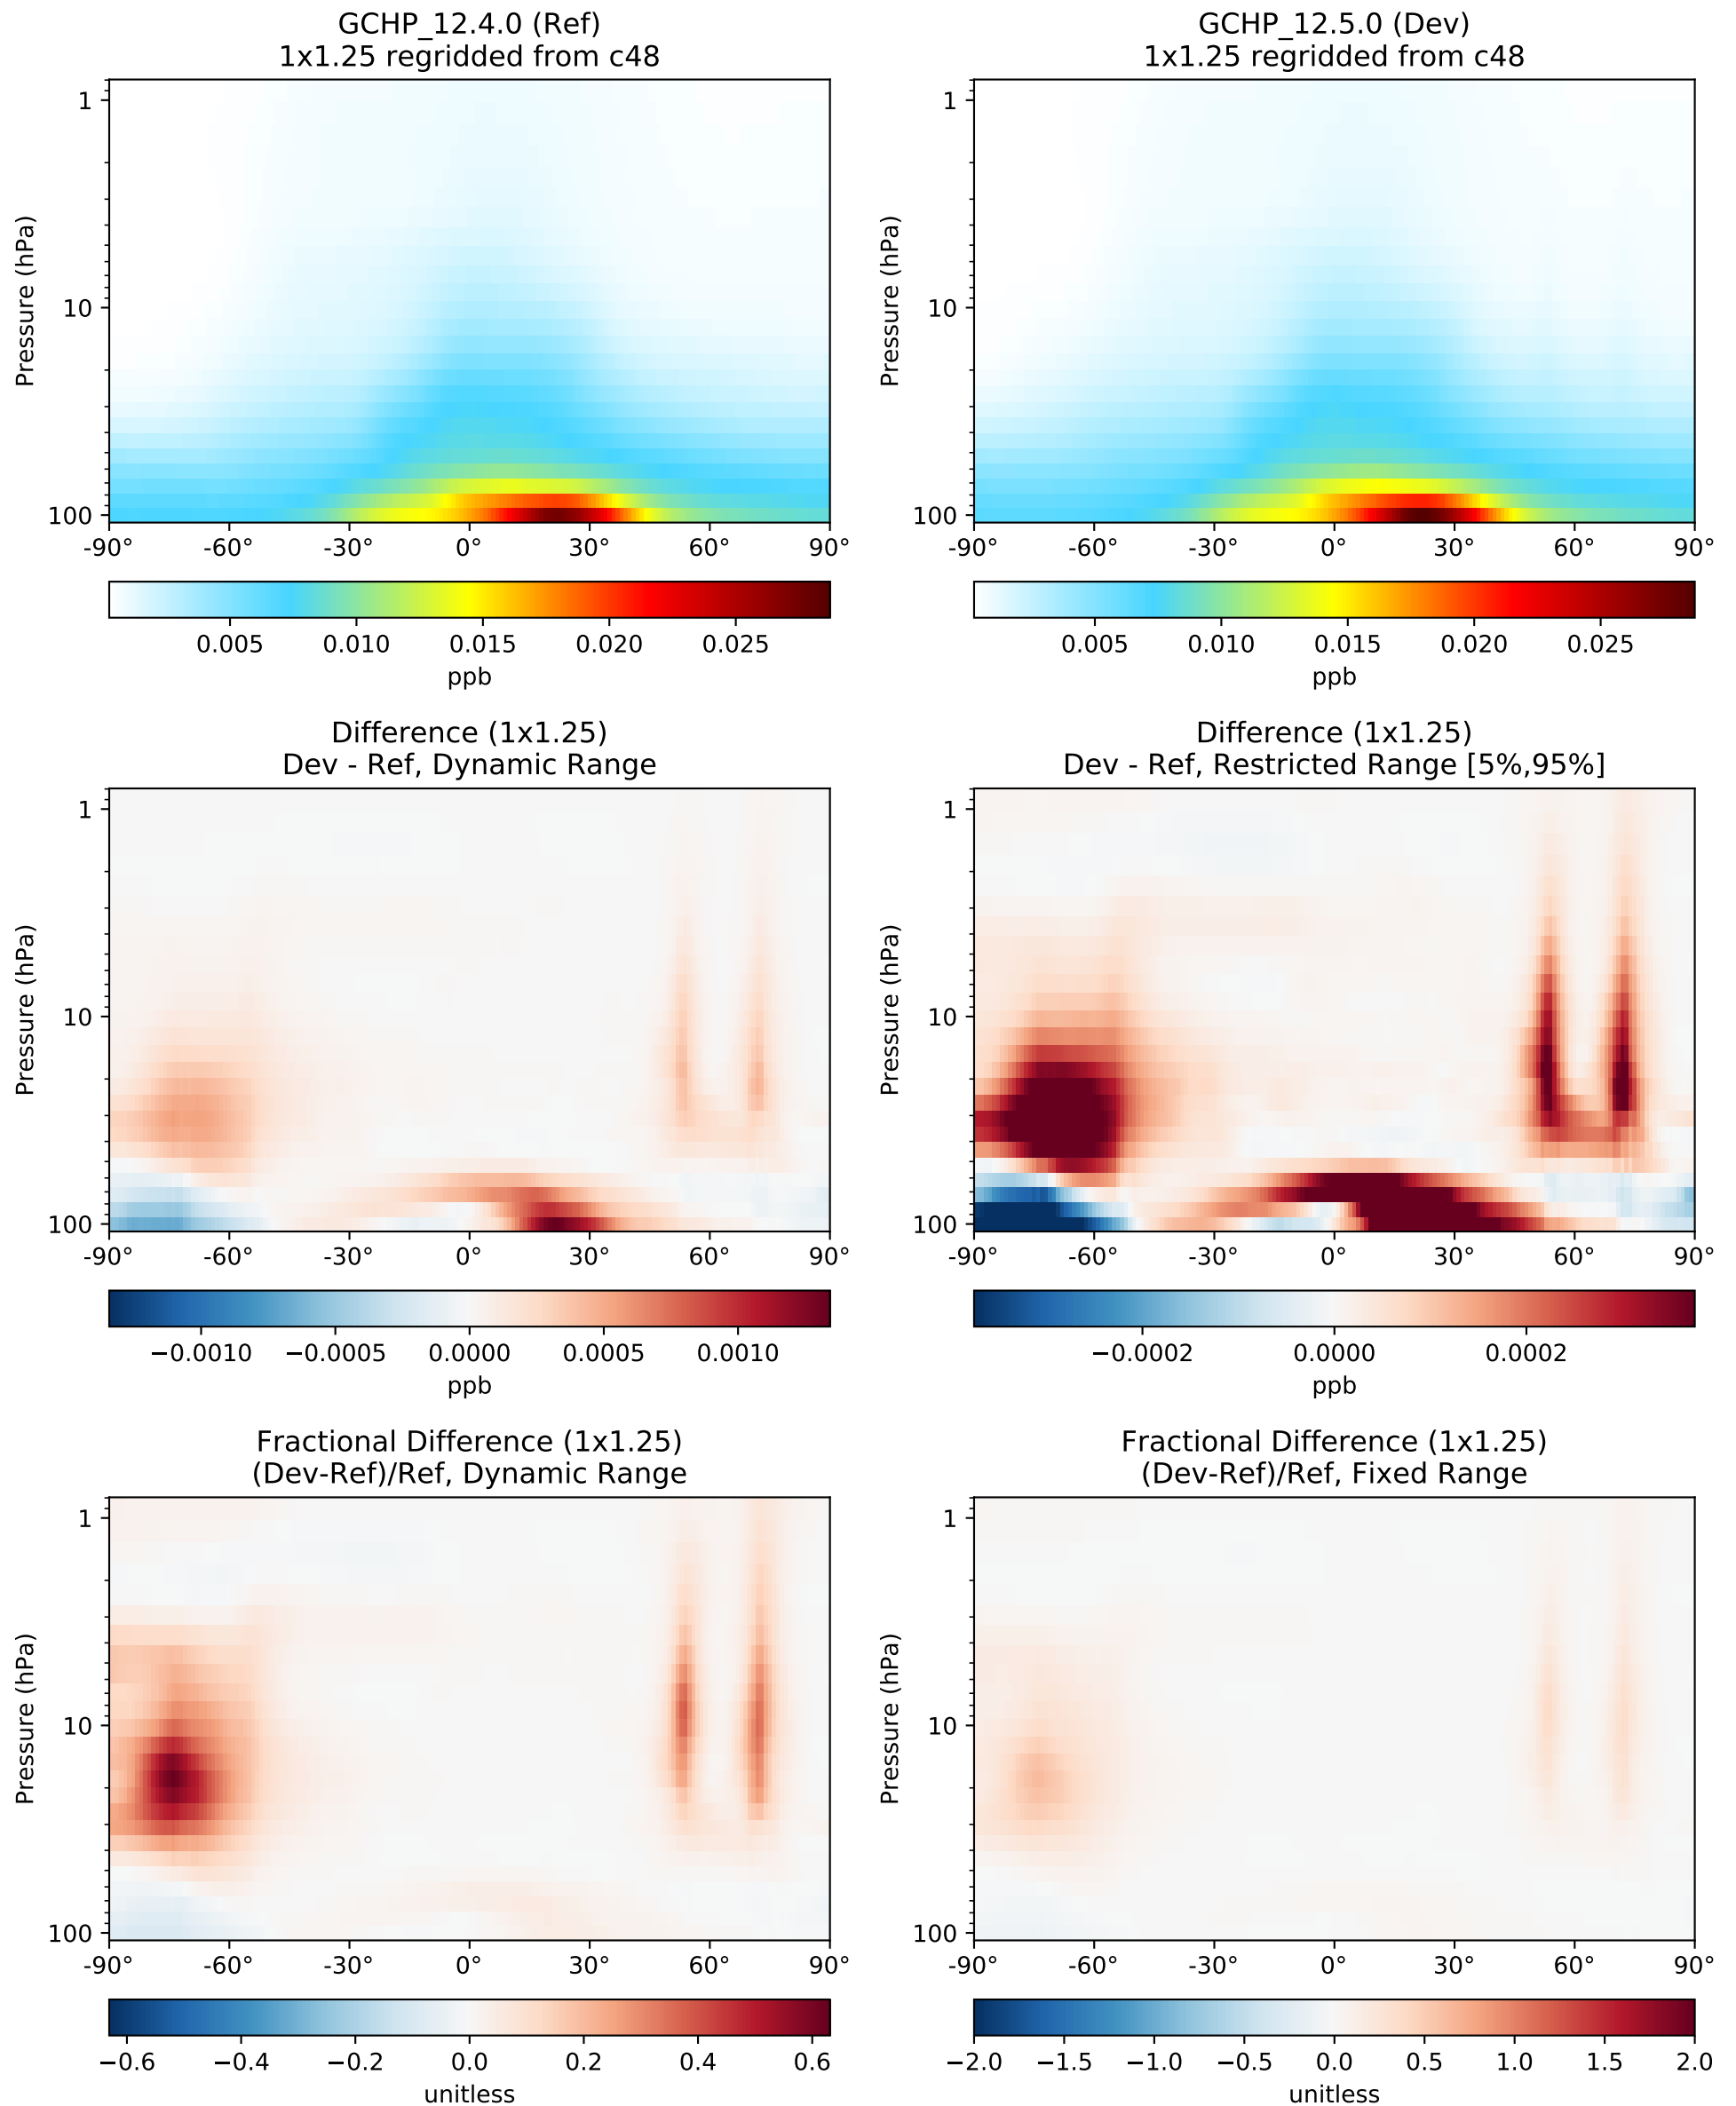 GCHP_12.4.0 (Ref)
1x1.25 regridded from c48
Pressure (hPa)
1
10
100
-90° -60° -30° 0° 30° 60° 90°
0.005 0.010 0.015 0.020 0.025
ppb
GCHP_12.5.0 (Dev)
1x1.25 regridded from c48
Pressure (hPa)
1
10
100
-90° -60° -30° 0° 30° 60° 90°
0.005 0.010 0.015 0.020 0.025
ppb
Difference (1x1.25)
Dev - Ref, Dynamic Range
Pressure (hPa)
1
10
100
-90° -60° -30° 0° 30° 60° 90°
−0.0010 −0.0005 0.0000 0.0005 0.0010
ppb
Difference (1x1.25)
Dev - Ref, Restricted Range [5%,95%]
Pressure (hPa)
1
10
100
-90° -60° -30° 0° 30° 60° 90°
−0.0002 0.0000 0.0002
ppb
Fractional Difference (1x1.25)
(Dev-Ref)/Ref, Dynamic Range
Pressure (hPa)
1
10
100
-90° -60° -30° 0° 30° 60° 90°
−0.6 −0.4 −0.2 0.0 0.2 0.4 0.6
unitless
Fractional Difference (1x1.25)
(Dev-Ref)/Ref, Fixed Range
Pressure (hPa)
1
10
100
-90° -60° -30° 0° 30° 60° 90°
−2.0 −1.5 −1.0 −0.5 0.0 0.5 1.0 1.5 2.0
unitless